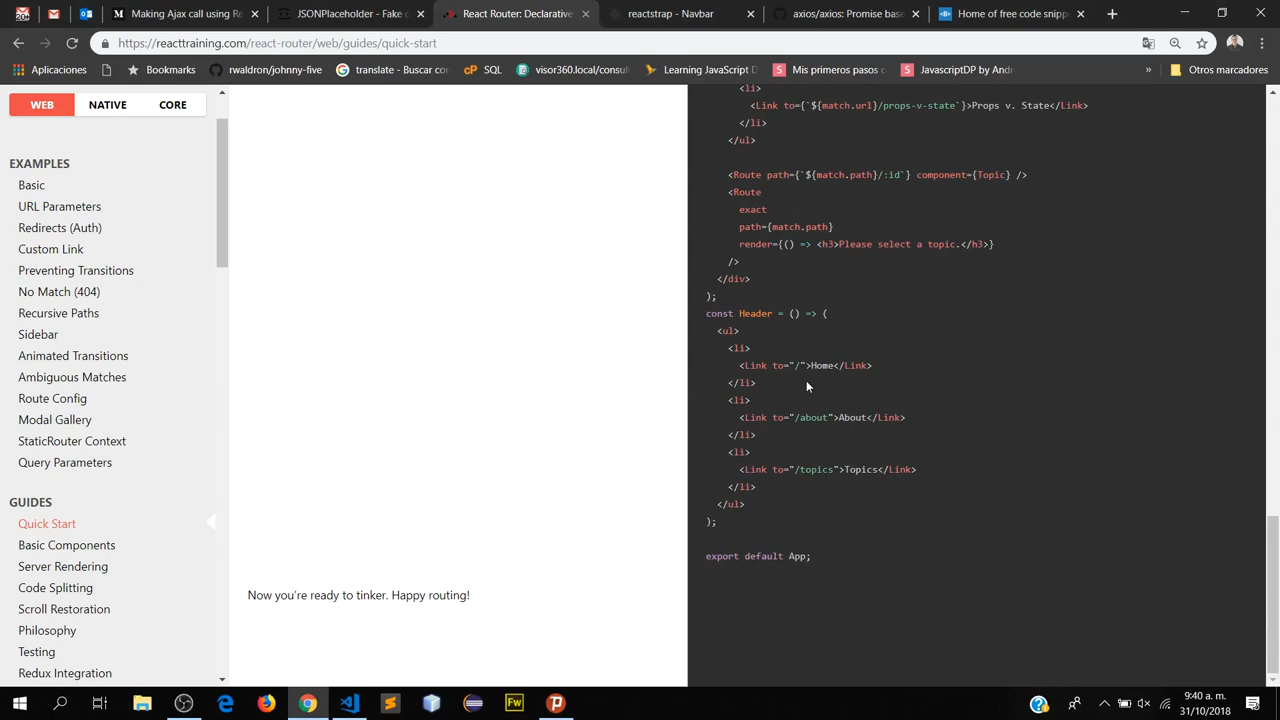 20+
Making Ajax call using Re
JSONPlaceholder - Fake o
React Router: Declarative
reactstrap - Navbar
axios/axios: Promise base
Home of free code snipp
https://reacttraining.com/react-router/web/guides/quick-start
Aplicaciones
Bookmarks
rwaldron/johnny-five
translate - Buscar con
cP SQL
visor360.local/consult
Learning JavaScript D
Mis primeros pasos c
JavascriptDP by Andr
»
Otros marcadores
WEB
NATIVE
CORE
EXAMPLES
Basic
URL Parameters
Redirects (Auth)
Custom Link
Preventing Transitions
No Match (404)
Recursive Paths
Sidebar
Animated Transitions
Ambiguous Matches
Route Config
Modal Gallery
StaticRouter Context
Query Parameters
GUIDES
Quick Start
Basic Components
Server Rendering
Code Splitting
Scroll Restoration
Philosophy
Testing
Redux Integration
Now you're ready to tinker. Happy routing!
<li>
<Link to={`${match.url}/props-v-state`}>Props v. State</Link>
</li>
</ul>
<Route path={`${match.path}/:id`} component={Topic} />
<Route
exact
path={match.path}
render={() => <h3>Please select a topic.</h3>}
/>
</div>
);
const Header = () => (
<ul>
<li>
<Link to="/">Home</Link>
</li>
<li>
<Link to="/about">About</Link>
</li>
<li>
<Link to="/topics">Topics</Link>
</li>
</ul>
);
export default App;
Fw
9:40 a. m.
31/10/2018